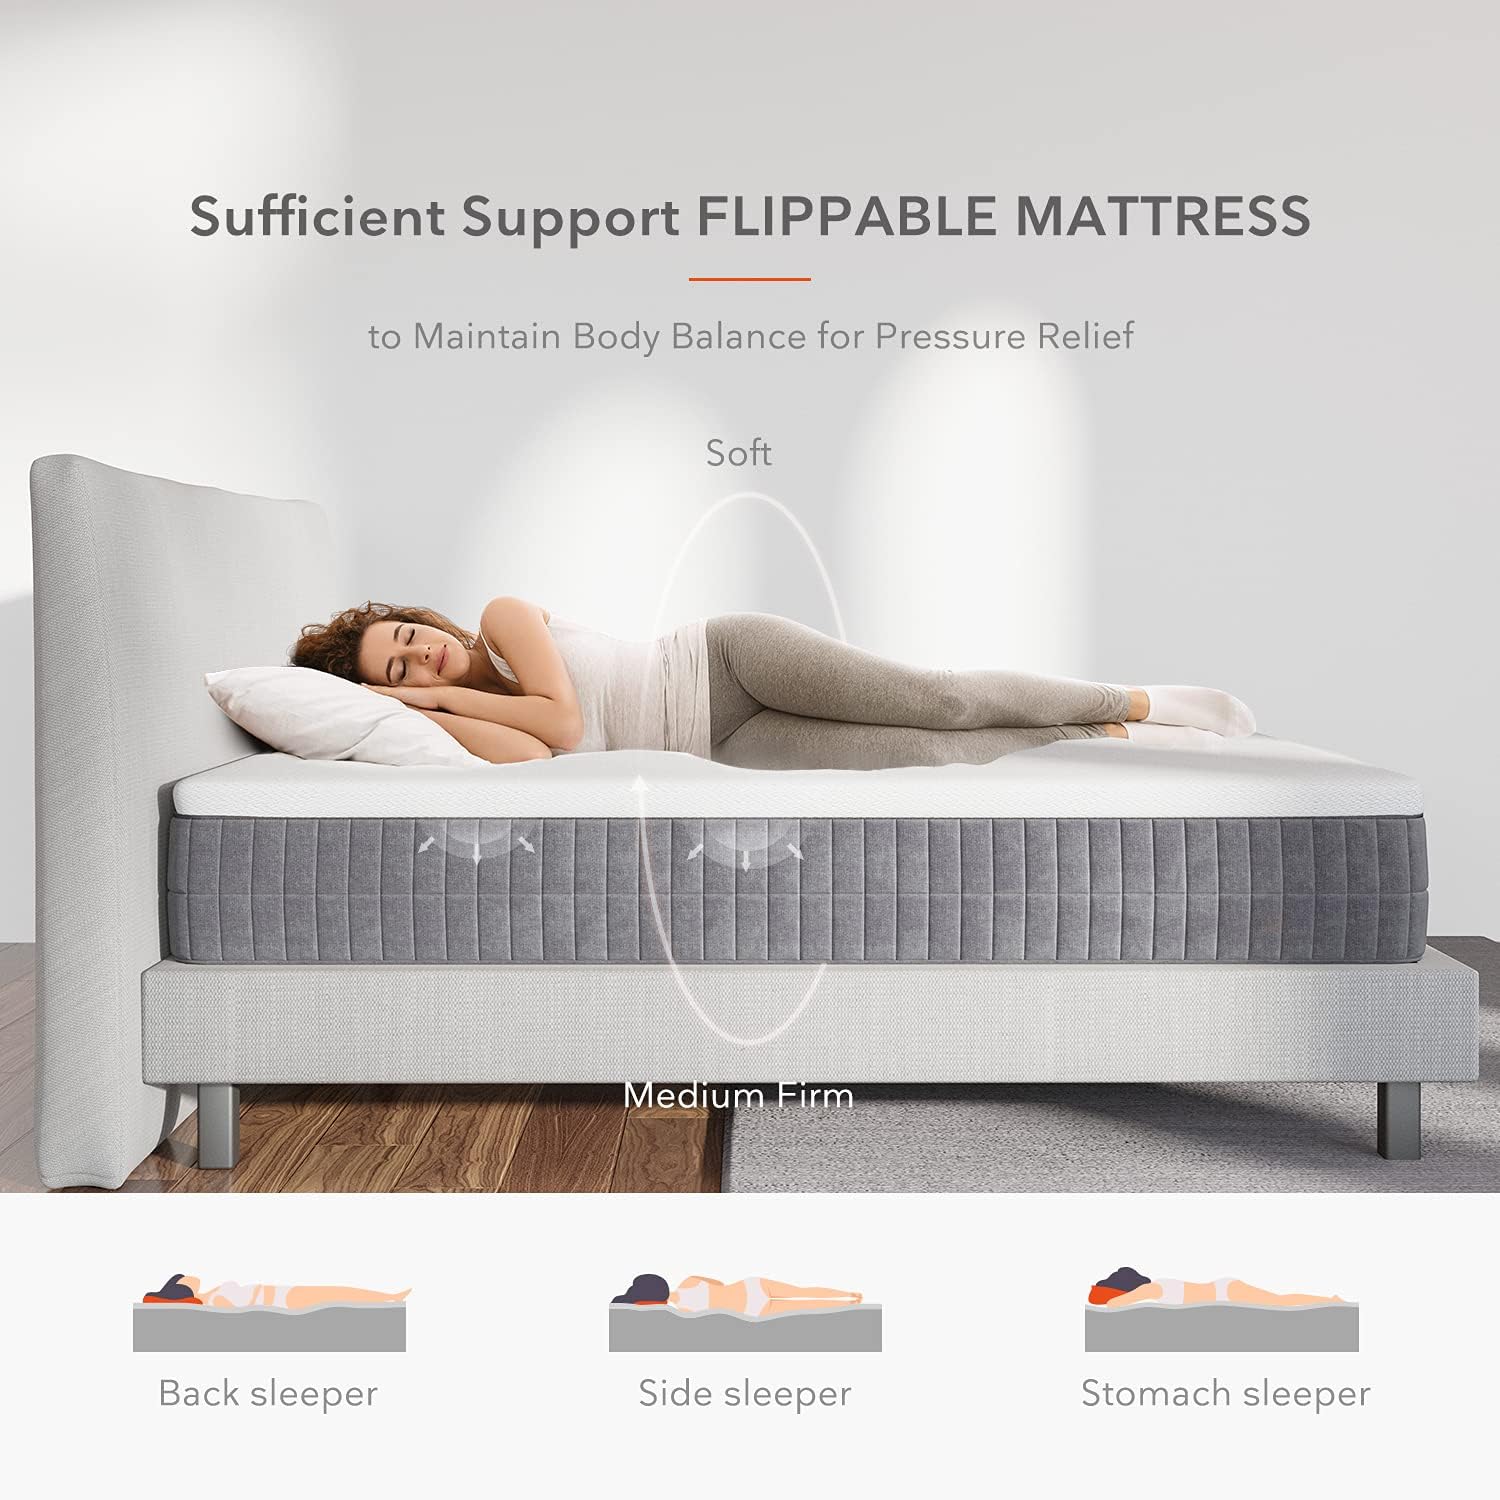 Sufficient Support FLIPPABLE MATTRESS
to Maintain Body Balance for Pressure Relief
Soft
Medium Firm
Back sleeper
Side sleeper
Stomach sleeper